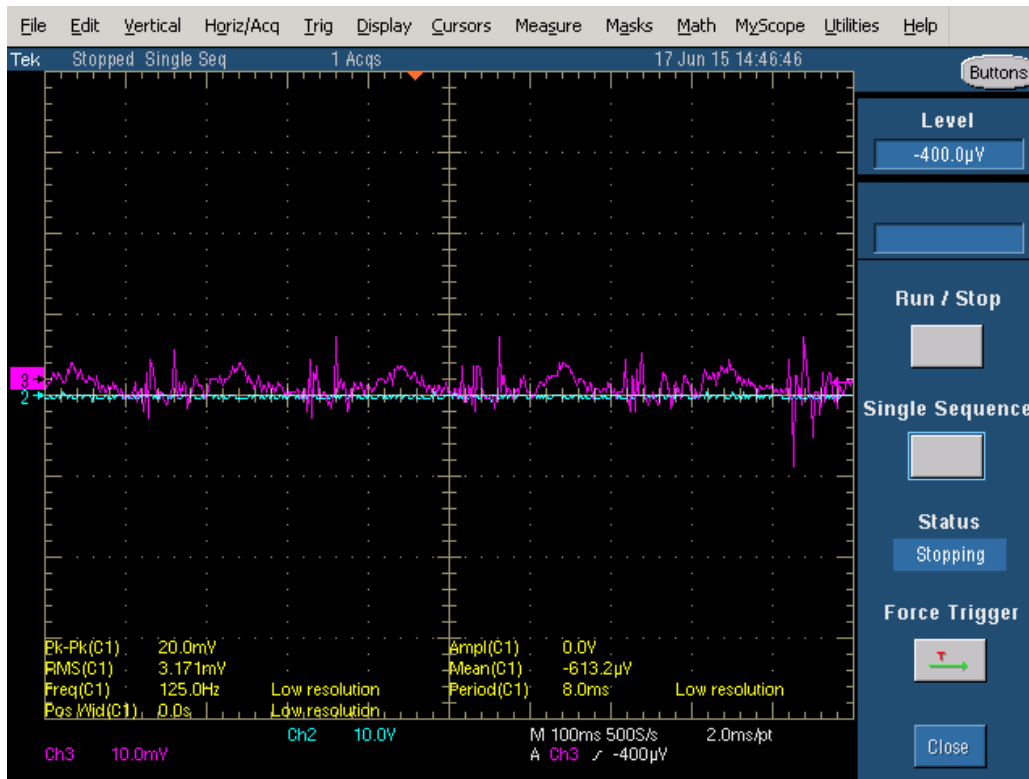 File Edit Vertical Horiz/Acq Trig Display Cursors Measure Masks Math MyScope Utilities Help
Tek Stopped Single Seq 1 Acqs 17 Jun 15 14:46:46
Buttons
Level
-400.0µV
Run / Stop
Single Sequence
Status
Stopping
Force Trigger
T
Close
3
2
Pk-Pk(C1) 20.0mV Ampl(C1) 0.0V
RMS(C1) 3.171mV Mean(C1) -613.2µV
Freq(C1) 125.0Hz Low resolution Period(C1) 8.0ms Low resolution
Pos Wid(C1) 0.0s Low resolution
Ch2 10.0V M 100ms 500S/s 2.0ms/pt
Ch3 10.0mV A Ch3 -400µV